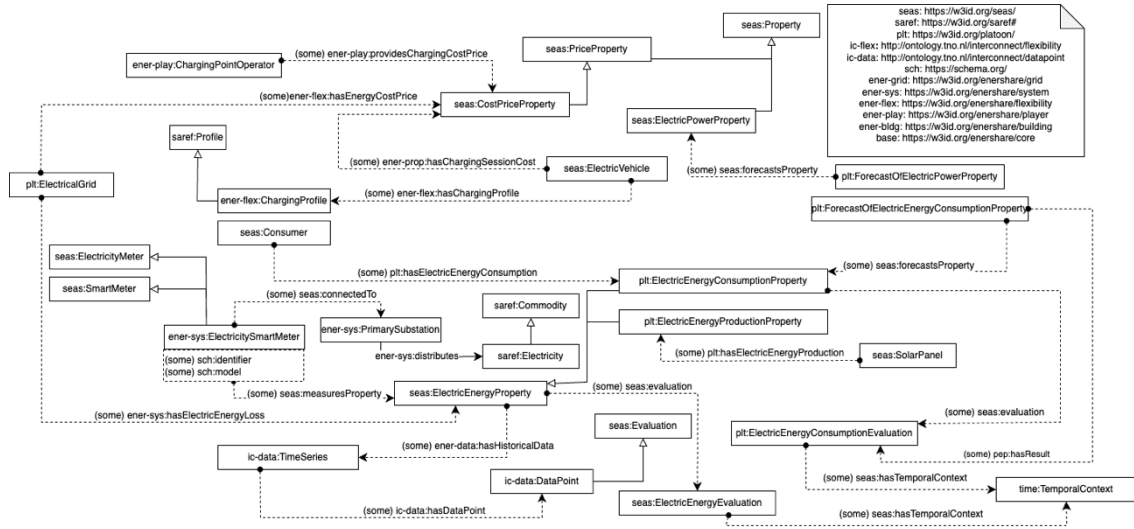 seas: https://w3id.org/seas/
saref: https://w3id.org/saref#
plt: https://w3id.org/platoon/
ic-flex: http://ontology.tno.nl/interconnect/flexibility
ic-data: http://ontology.tno.nl/interconnect/datapoint
sch: https://schema.org/
ener-grid: https://w3id.org/enershare/grid
ener-sys: https://w3id.org/enershare/system
ener-flex: https://w3id.org/enershare/flexibility
ener-play: https://w3id.org/enershare/player
ener-bldg: https://w3id.org/enershare/building
base: https://w3id.org/enershare/core
seas:Property
seas:PriceProperty
(some) ener-play:providesChargingCostPrice
ener-play:ChargingPointOperator
(some)ener-flex:hasEnergyCostPrice
seas:CostPriceProperty
seas:ElectricPowerProperty
saref:Profile
(some) ener-prop:hasChargingSessionCost
seas:ElectricVehicle
(some) seas:forecastsProperty
plt:ForecastOfElectricPowerProperty
plt:ElectricalGrid
(some) ener-flex:hasChargingProfile
ener-flex:ChargingProfile
plt:ForecastOfElectricEnergyConsumptionProperty
seas:Consumer
seas:ElectricityMeter
(some) seas:forecastsProperty
(some) plt:hasElectricEnergyConsumption
plt:ElectricEnergyConsumptionProperty
seas:SmartMeter
(some) seas:connectedTo
saref:Commodity
ener-sys:ElectricitySmartMeter
ener-sys:PrimarySubstation
plt:ElectricEnergyProductionProperty
(some) sch:identifier
(some) sch:model
ener-sys:distributes
saref:Electricity
(some) plt:hasElectricEnergyProduction
seas:SolarPanel
(some) seas:measuresProperty
seas:ElectricEnergyProperty
(some) seas:evaluation
(some) ener-sys:hasElectricEnergyLoss
(some) seas:evaluation
seas:Evaluation
plt:ElectricEnergyConsumptionEvaluation
(some) ener-data:hasHistoricalData
ic-data:TimeSeries
(some) pep:hasResult
ic-data:DataPoint
(some) seas:hasTemporalContext
time:TemporalContext
seas:ElectricEnergyEvaluation
(some) ic-data:hasDataPoint
(some) seas:hasTemporalContext